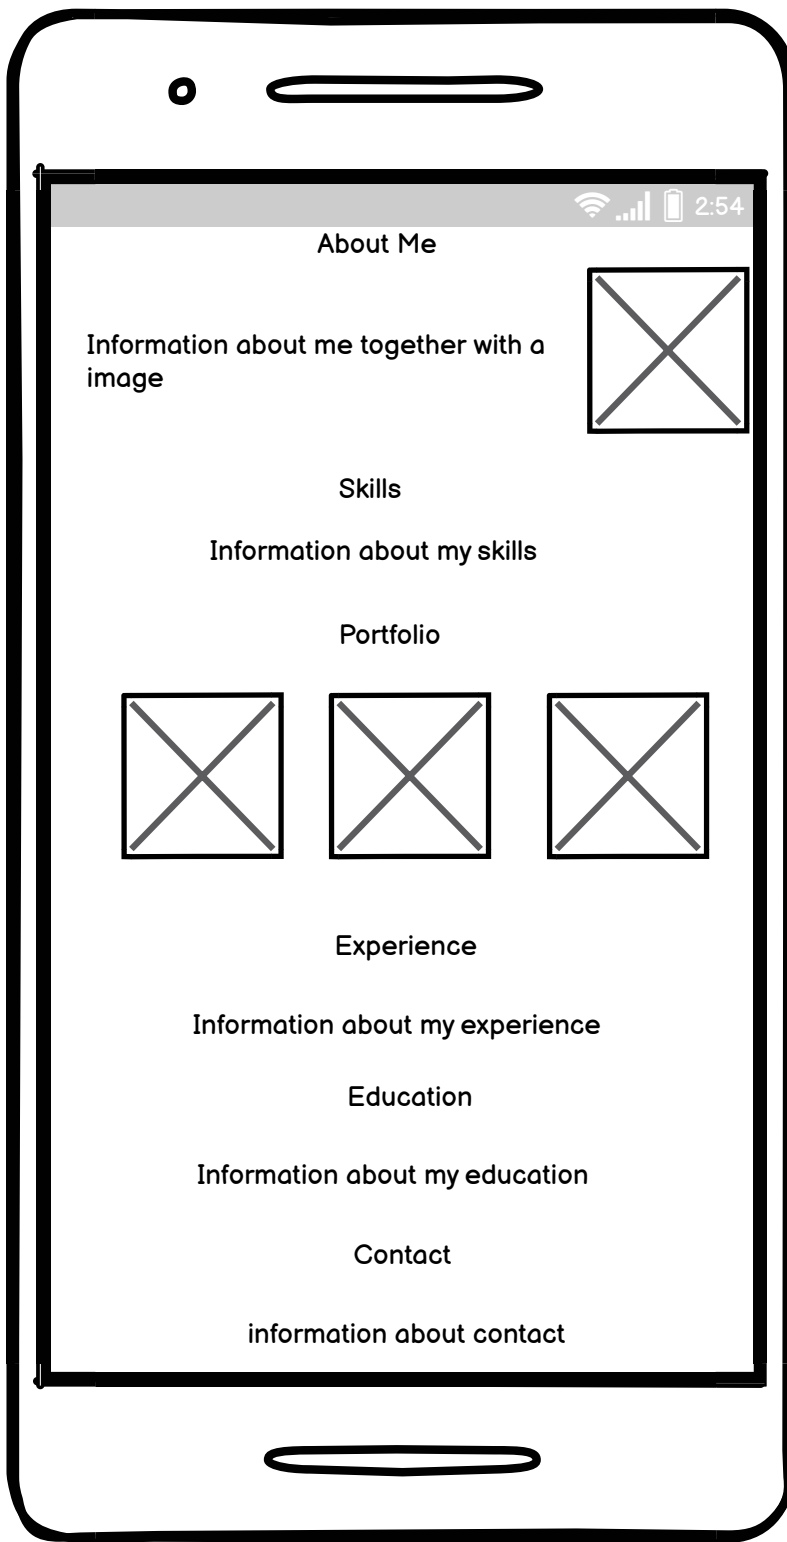 2:54
About Me
Information about me together with a
image
Skills
Information about my skills
Portfolio
Experience
Information about my experience
Education
Information about my education
Contact
information about contact